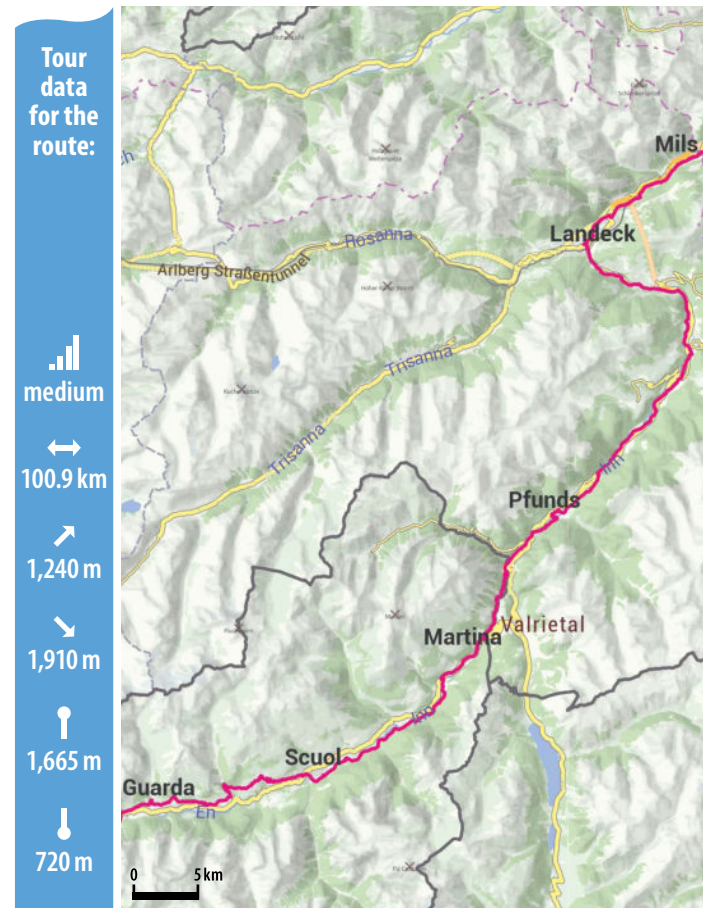 Tour
data
for the
route:
medium
100.9 km
1,240 m
1,910 m
1,665 m
720 m
Mils
Landeck
Rosanna
Arlberg Straßentunnel
Trisanna
Trisanna
Inn
Pfunds
Valrietal
Martina
Inn
Scuol
Guarda
En
0 5 km